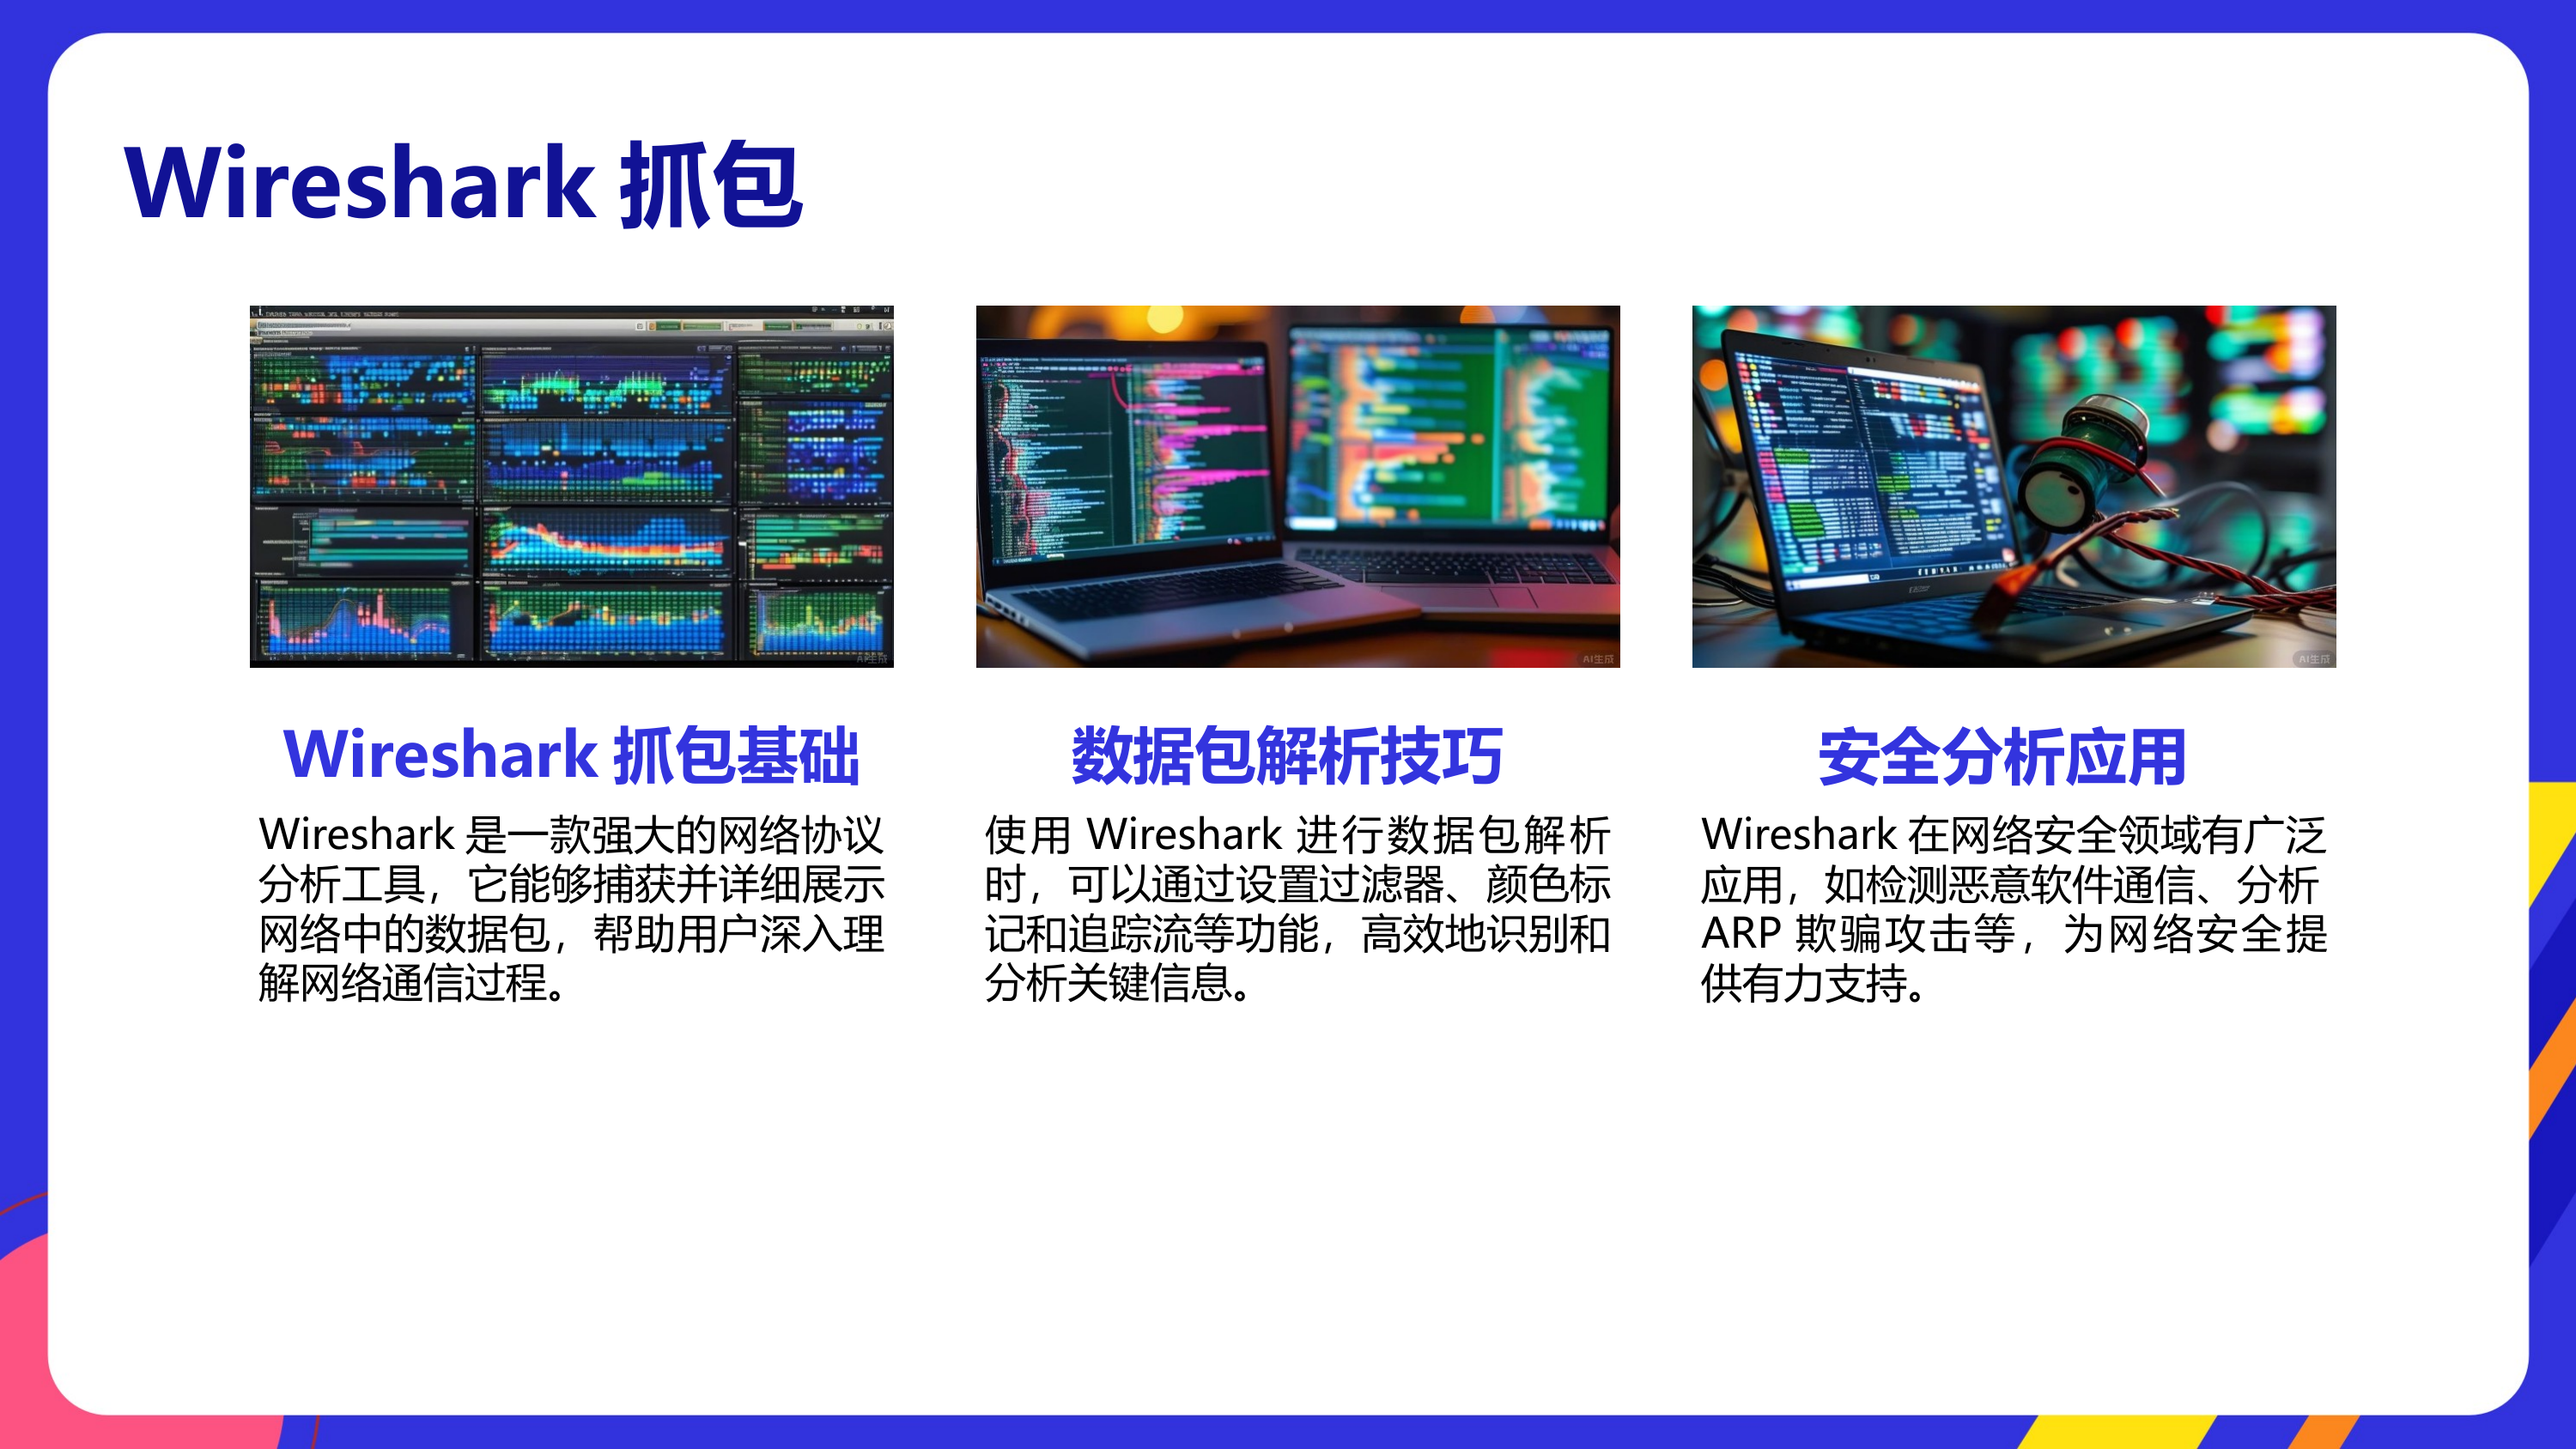 Wireshark 抓包
AI生成
AI生成
AI生成
Wireshark 抓包基础
Wireshark 是一款强大的网络协议
分析工具，它能够捕获并详细展示
网络中的数据包，帮助用户深入理
解网络通信过程。
数据包解析技巧
使用 Wireshark 进行数据包解析
时，可以通过设置过滤器、颜色标
记和追踪流等功能，高效地识别和
分析关键信息。
安全分析应用
Wireshark 在网络安全领域有广泛
应用，如检测恶意软件通信、分析
ARP 欺骗攻击等，为网络安全提
供有力支持。